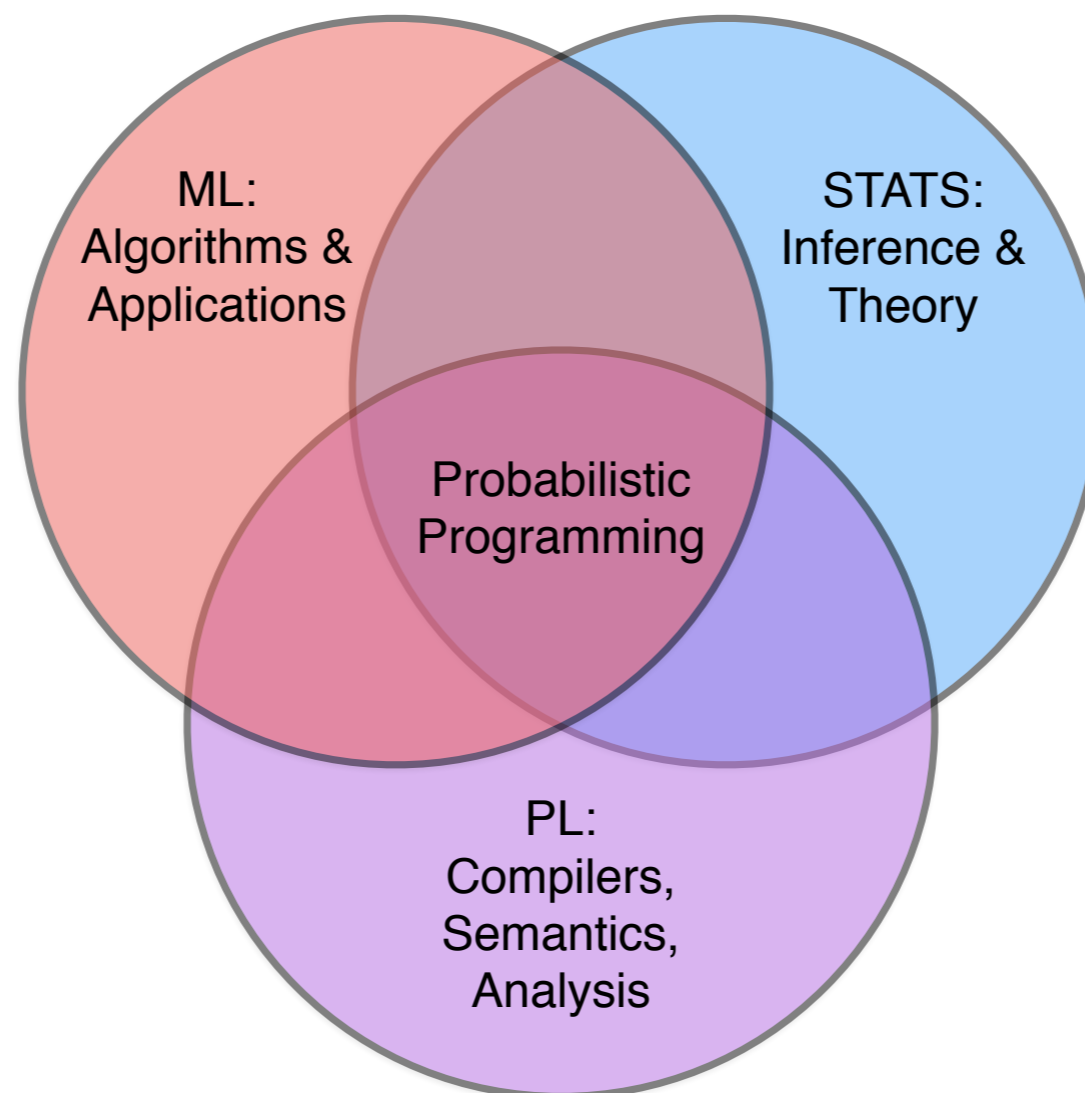 ML:
Algorithms &
Applications
STATS:
Inference &
Theory
Probabilistic
Programming
PL:
Compilers,
Semantics,
Analysis